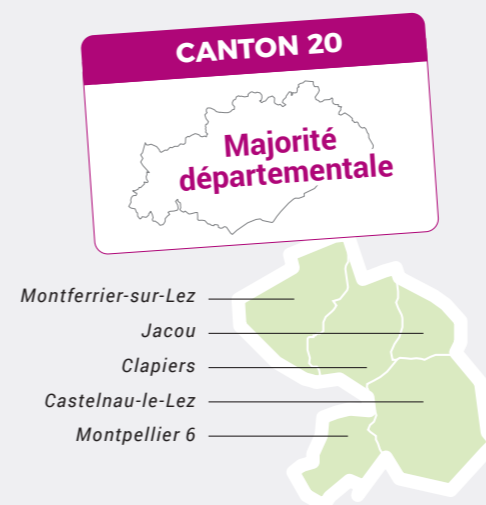 CANTON 20
Majorité
départementale
Montferrier-sur-Lez
Jacou
Clapiers
Castelnau-le-Lez
Montpellier 6